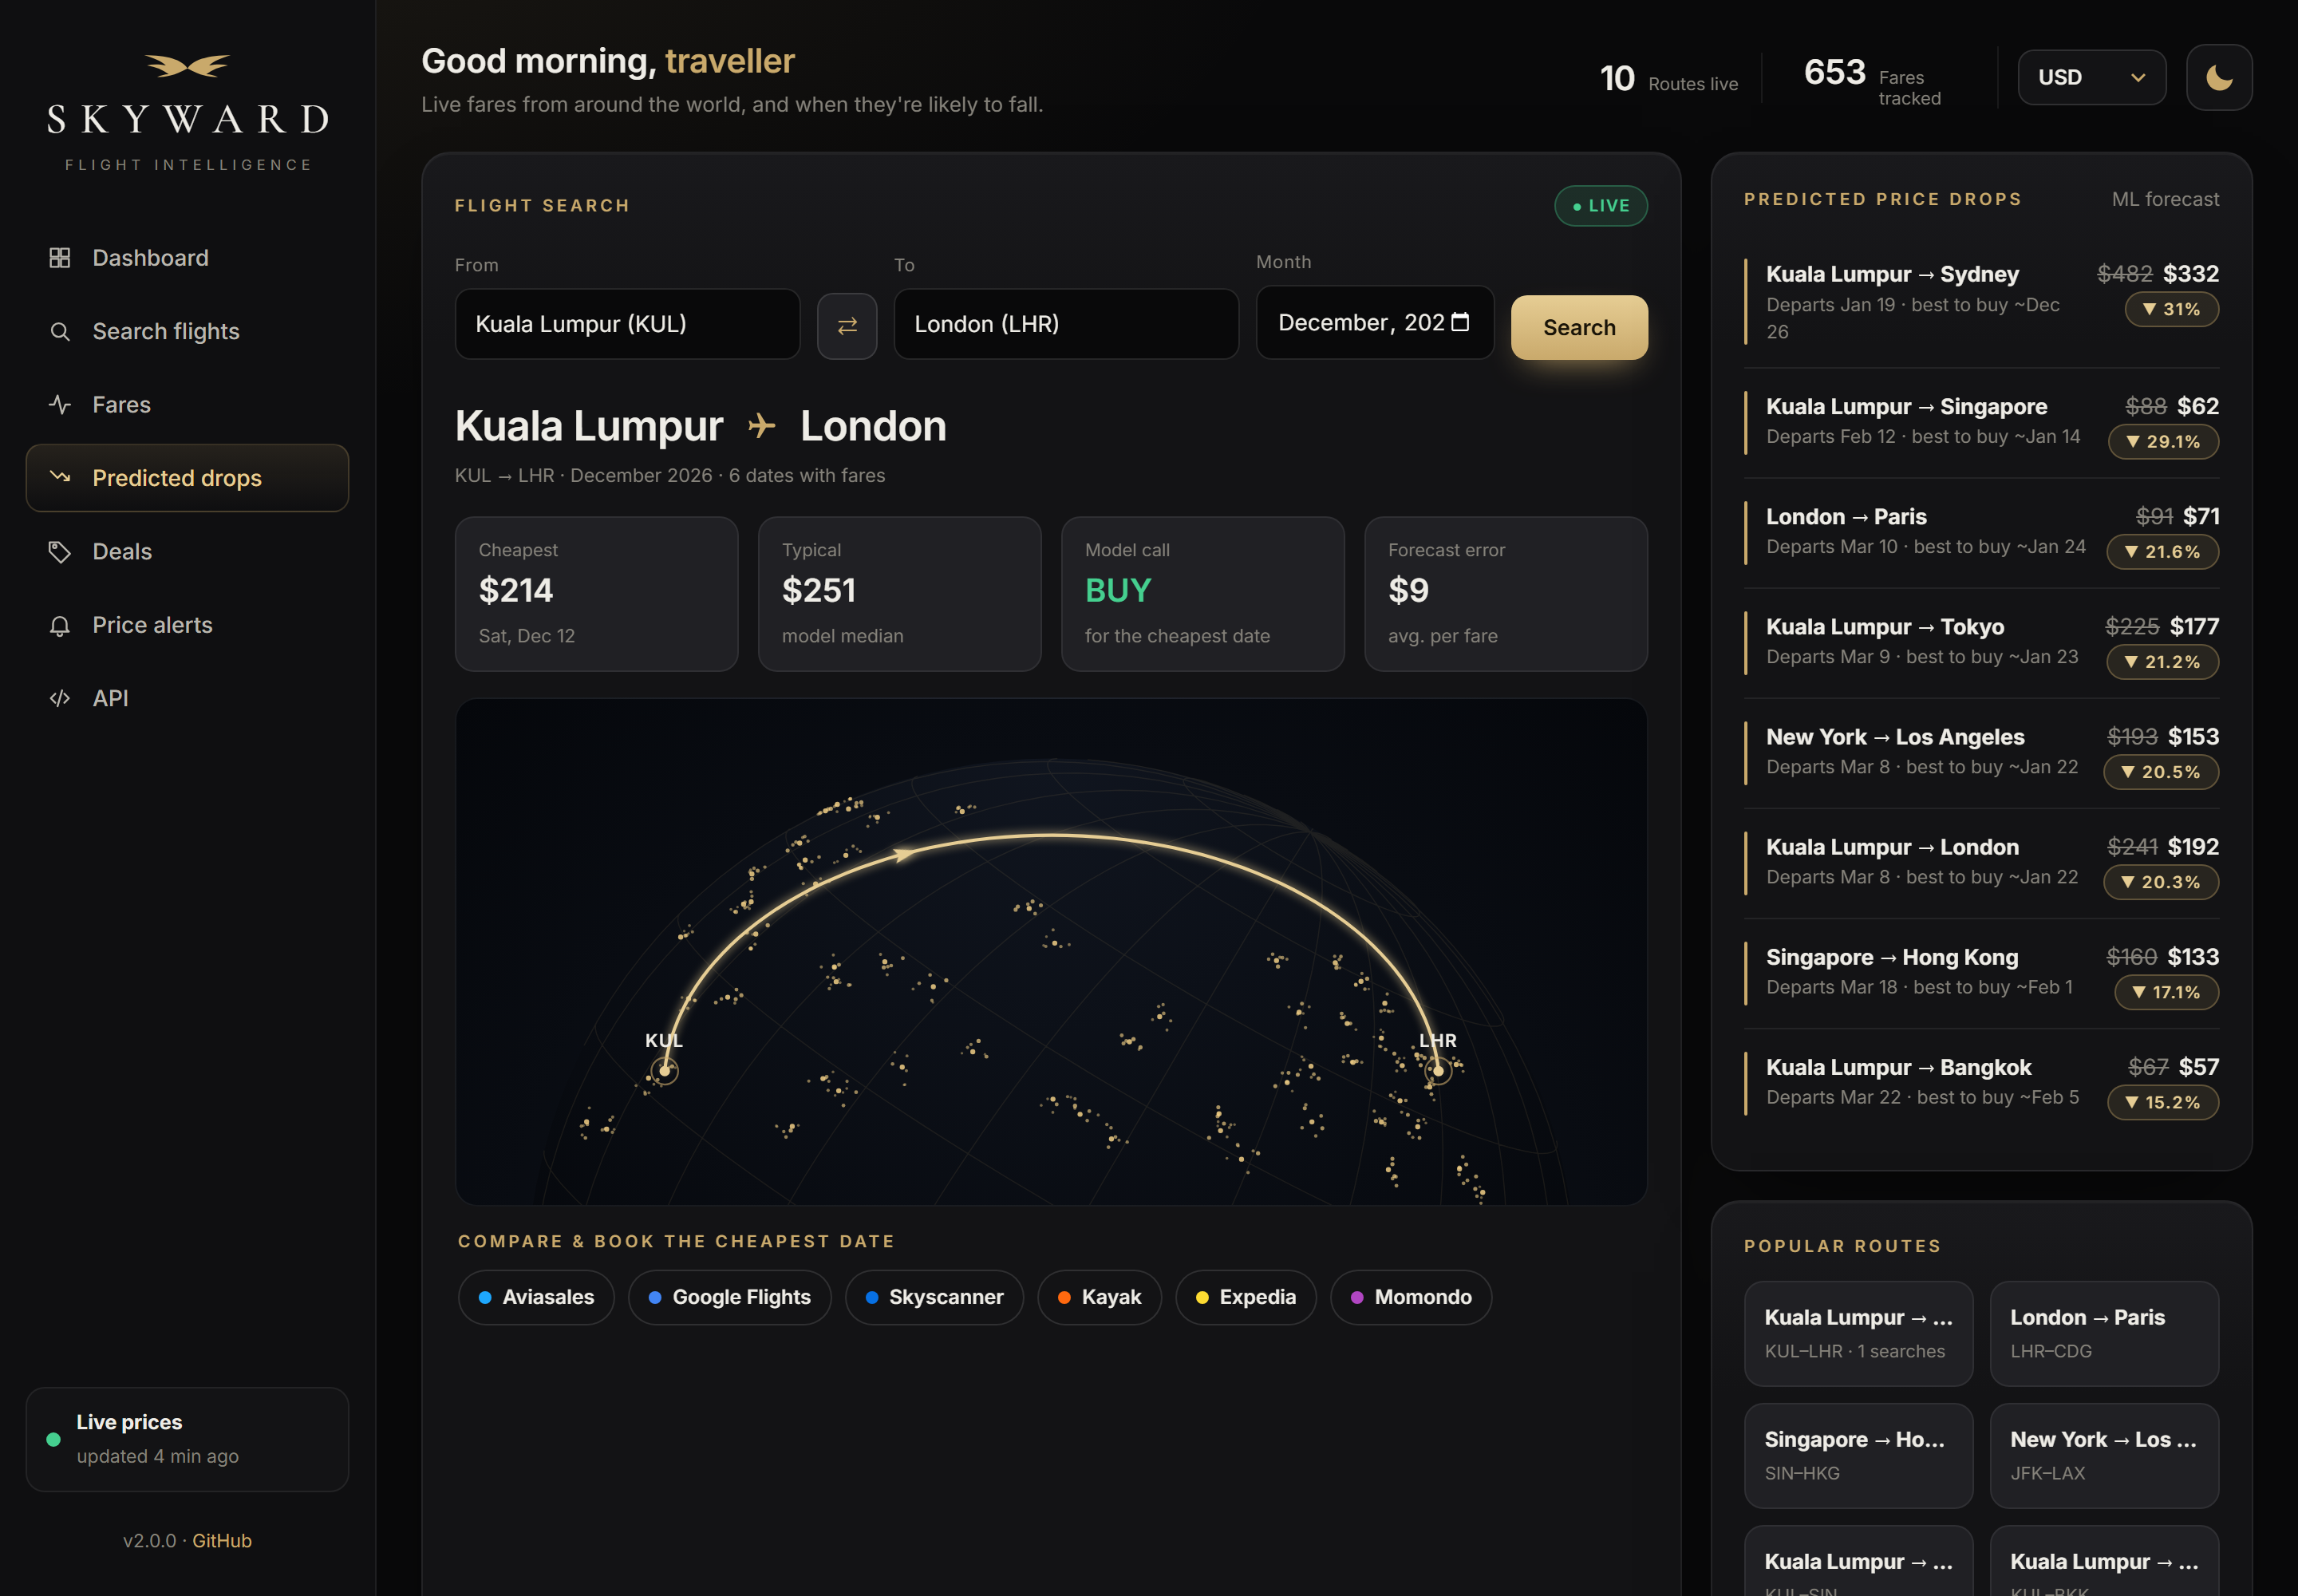 SKYWARD
FLIGHT INTELLIGENCE
Dashboard
Search flights
Fares
Predicted drops
Deals
Price alerts
API
Live prices
updated 4 min ago
v2.0.0 · GitHub
Good morning, traveller
Live fares from around the world, and when they're likely to fall.
10 Routes live
653 Fares
tracked
USD
FLIGHT SEARCH
● LIVE
From
To
Month
Kuala Lumpur (KUL)
London (LHR)
December, 202
Search
Kuala Lumpur ✈ London
KUL → LHR · December 2026 · 6 dates with fares
Cheapest
$214
Sat, Dec 12
Typical
$251
model median
Model call
BUY
for the cheapest date
Forecast error
$9
avg. per fare
KUL
LHR
COMPARE & BOOK THE CHEAPEST DATE
Aviasales
Google Flights
Skyscanner
Kayak
Expedia
Momondo
PREDICTED PRICE DROPS
ML forecast
Kuala Lumpur → Sydney
$482 $332
Departs Jan 19 · best to buy ~Dec
26
▼ 31%
Kuala Lumpur → Singapore
$88 $62
Departs Feb 12 · best to buy ~Jan 14
▼ 29.1%
London → Paris
$91 $71
Departs Mar 10 · best to buy ~Jan 24
▼ 21.6%
Kuala Lumpur → Tokyo
$225 $177
Departs Mar 9 · best to buy ~Jan 23
▼ 21.2%
New York → Los Angeles
$193 $153
Departs Mar 8 · best to buy ~Jan 22
▼ 20.5%
Kuala Lumpur → London
$241 $192
Departs Mar 8 · best to buy ~Jan 22
▼ 20.3%
Singapore → Hong Kong
$160 $133
Departs Mar 18 · best to buy ~Feb 1
▼ 17.1%
Kuala Lumpur → Bangkok
$67 $57
Departs Mar 22 · best to buy ~Feb 5
▼ 15.2%
POPULAR ROUTES
Kuala Lumpur → ...
KUL–LHR · 1 searches
London → Paris
LHR–CDG
Singapore → Ho...
SIN–HKG
New York → Los ...
JFK–LAX
Kuala Lumpur → ...
KUL–SIN
Kuala Lumpur → ...
KUL–BKK